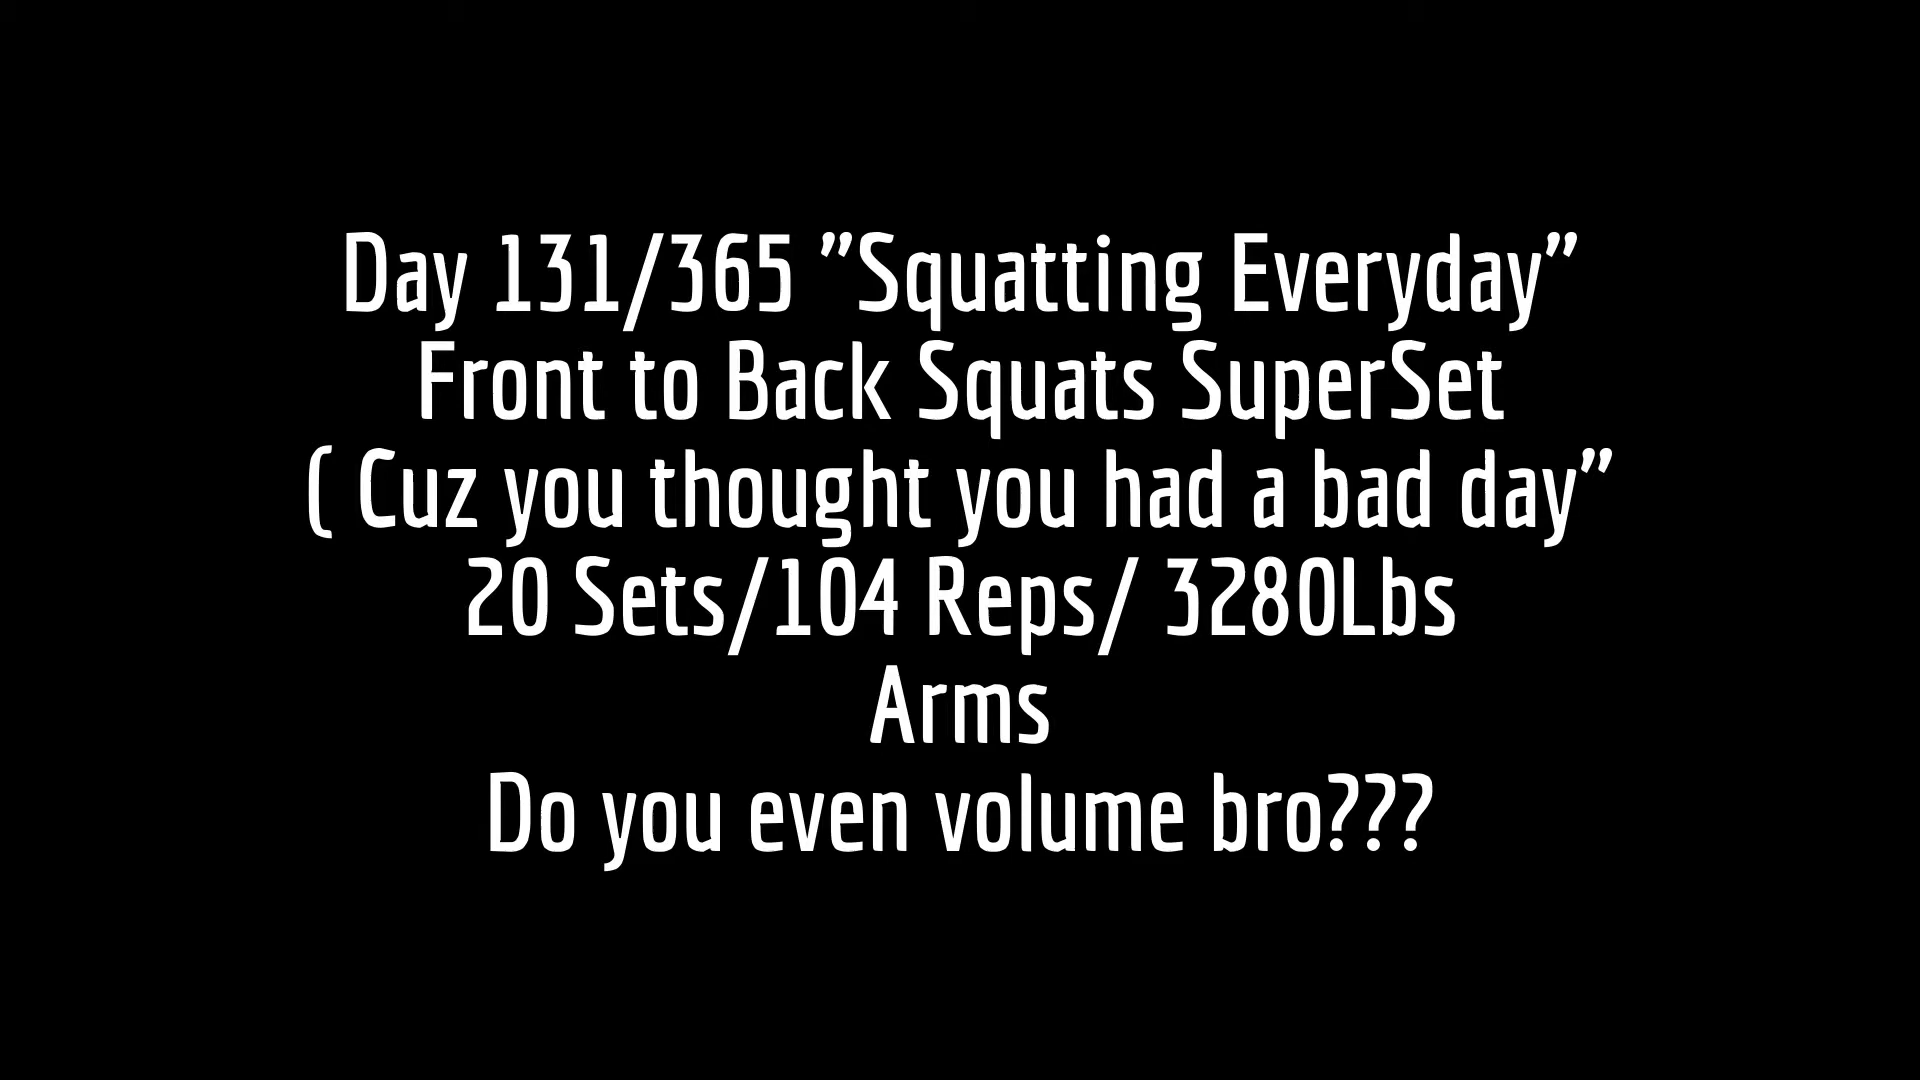 Day 131/365 "Squatting Everyday"
Front to Back Squats SuperSet
( Cuz you thought you had a bad day"
20 Sets/104 Reps/ 3280Lbs
Arms
Do you even volume bro???